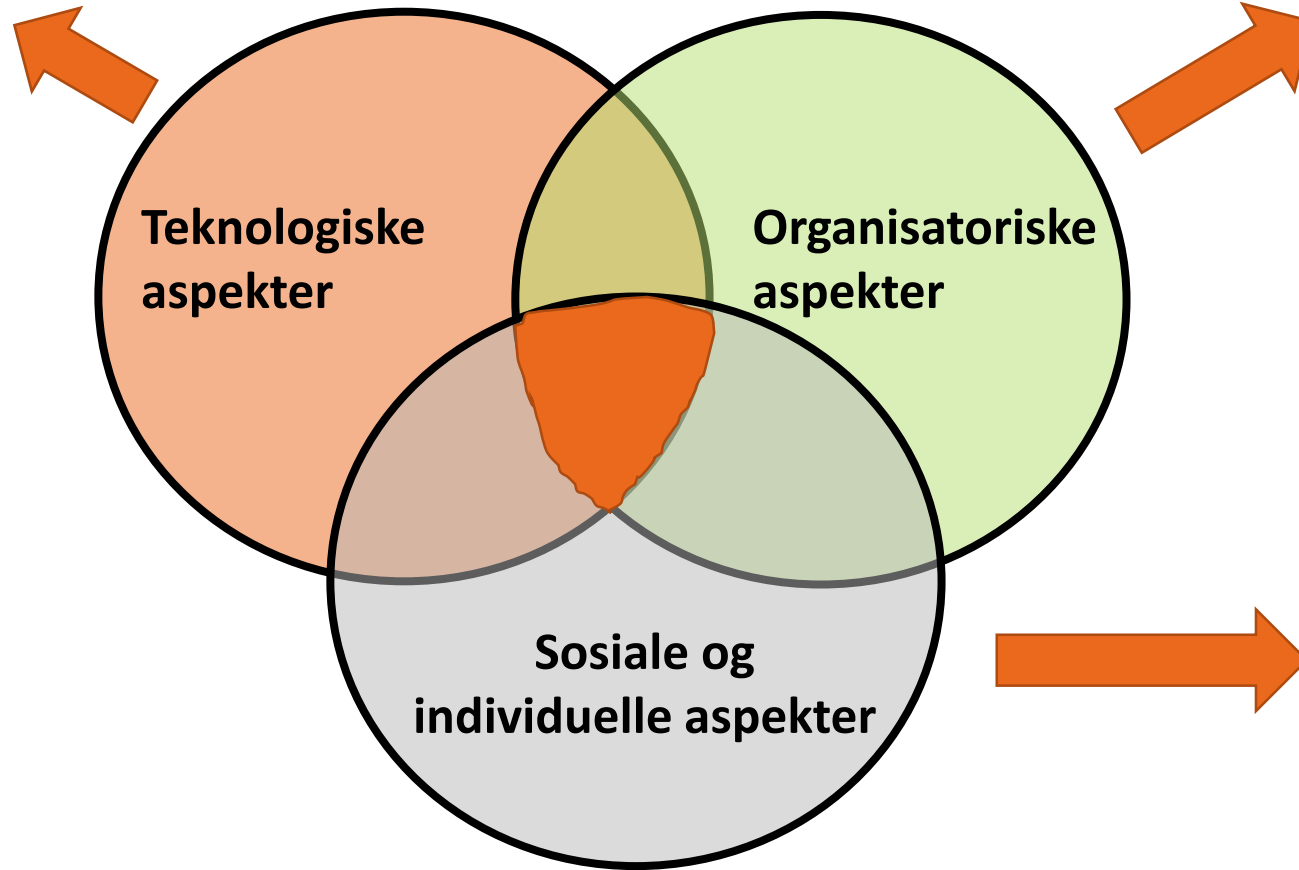 Teknologiske
aspekter
Organisatoriske
aspekter
Sosiale og
individuelle aspekter